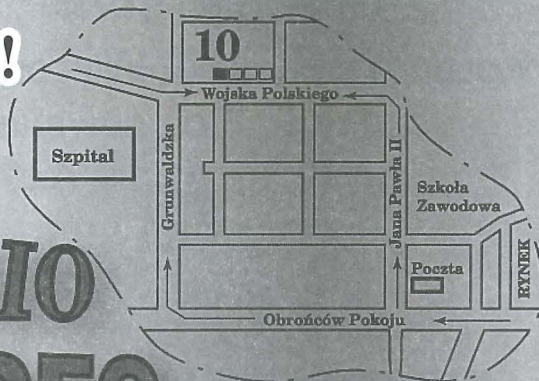 !
10
Wojska Polskiego
Szpital
Grunwaldzka
Jana Pawła II
Szkoła
Zawodowa
IO
Poczta
RYNEK
Obrońców Pokoju